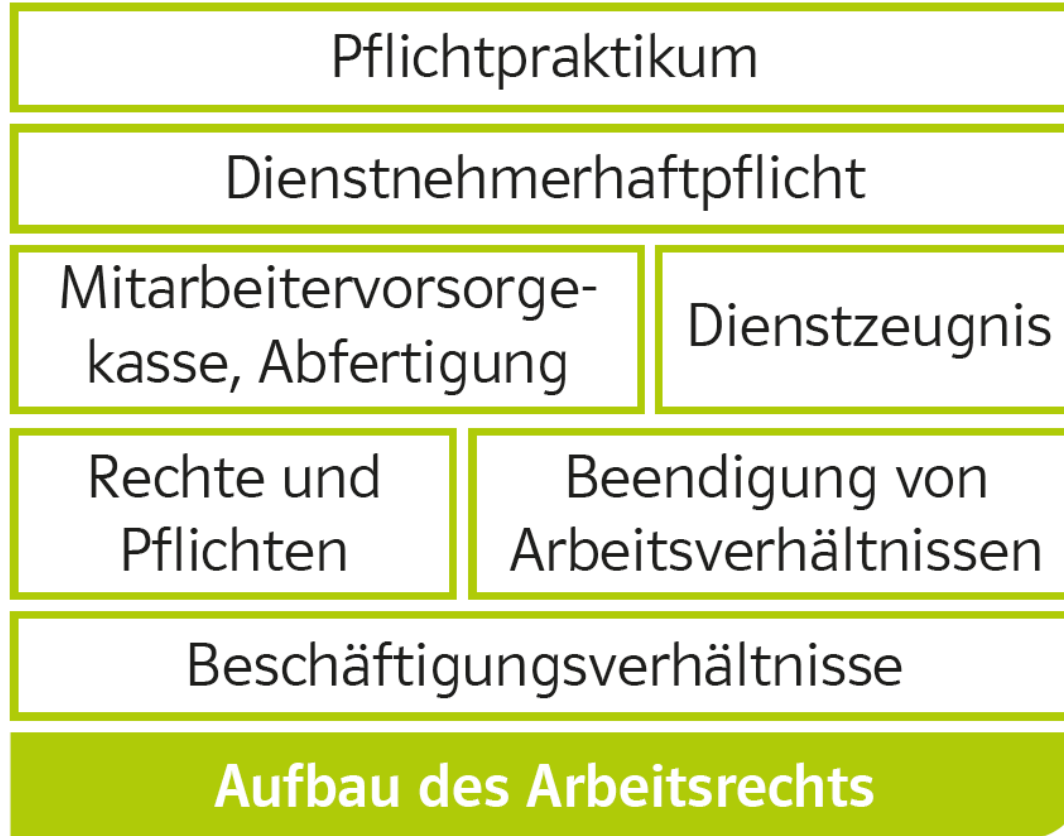 Pflichtpraktikum
Dienstnehmerhaftpflicht
Mitarbeitervorsorge-
kasse, Abfertigung
Dienstzeugnis
Rechte und
Pflichten
Beendigung von
Arbeitsverhältnissen
Beschäftigungsverhältnisse
Aufbau des Arbeitsrechts